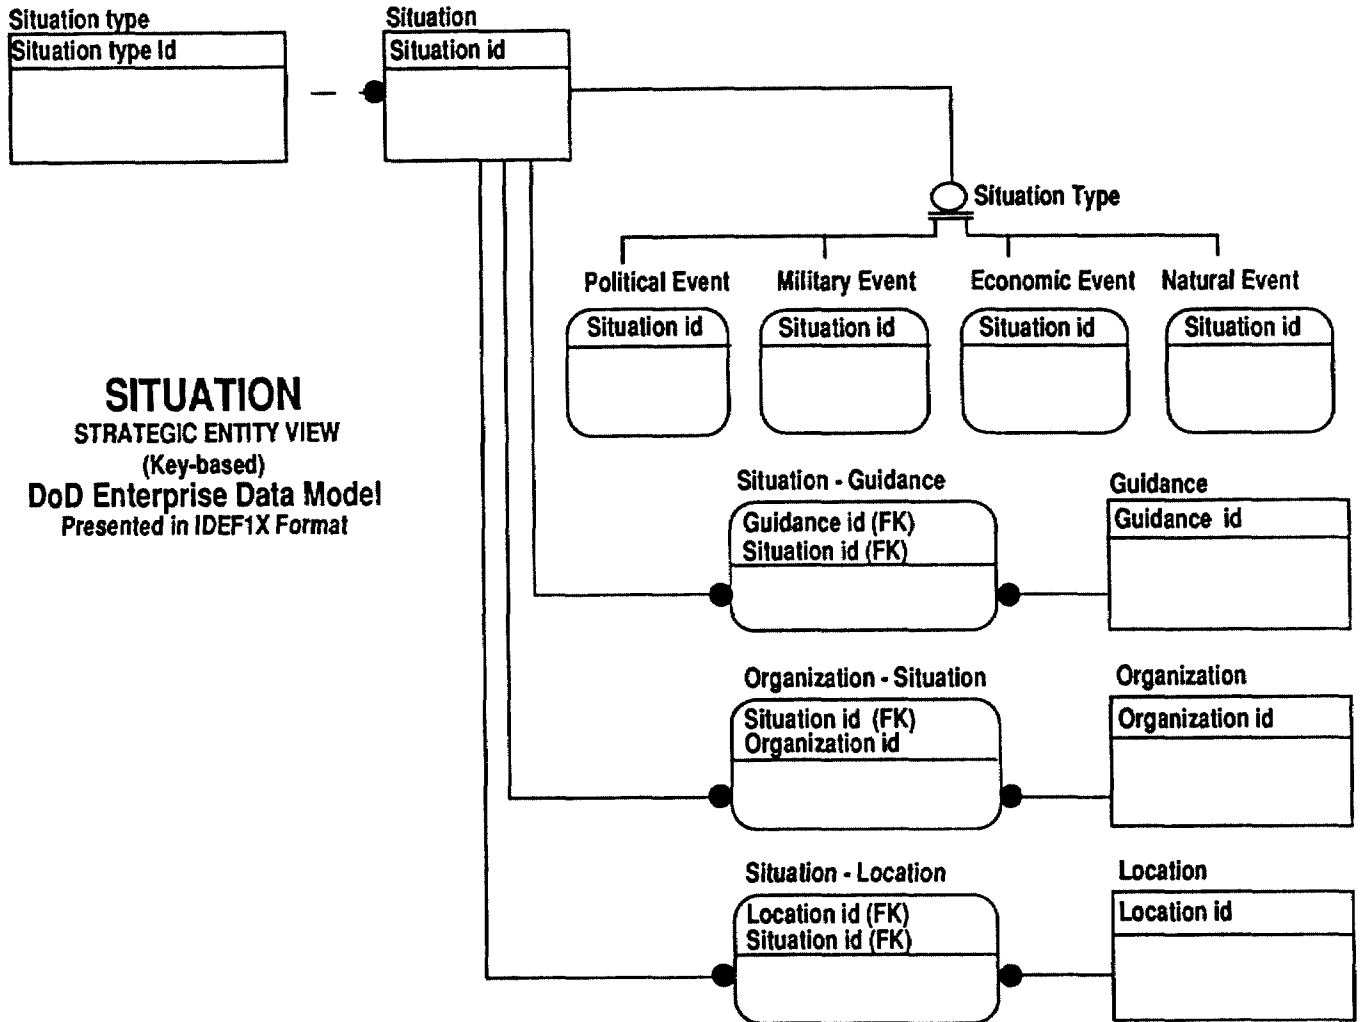 Situation type
Situation type Id
Situation
Situation id
Situation Type
Political Event
Situation id
Military Event
Situation id
Economic Event
Situation id
Natural Event
Situation id
SITUATION
STRATEGIC ENTITY VIEW
(Key-based)
DoD Enterprise Data Model
Presented in IDEF1X Format
Situation - Guidance
Guidance id (FK)
Situation id (FK)
Guidance
Guidance id
Organization - Situation
Situation id (FK)
Organization id
Organization
Organization id
Situation - Location
Location id (FK)
Situation id (FK)
Location
Location id